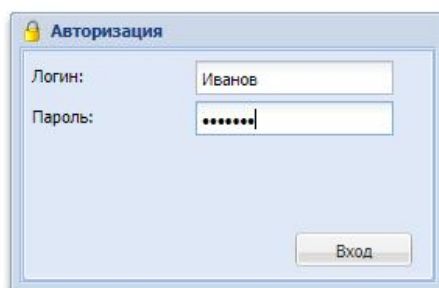 Авторизация
Логин: Иванов
Пароль: •••••••
Вход